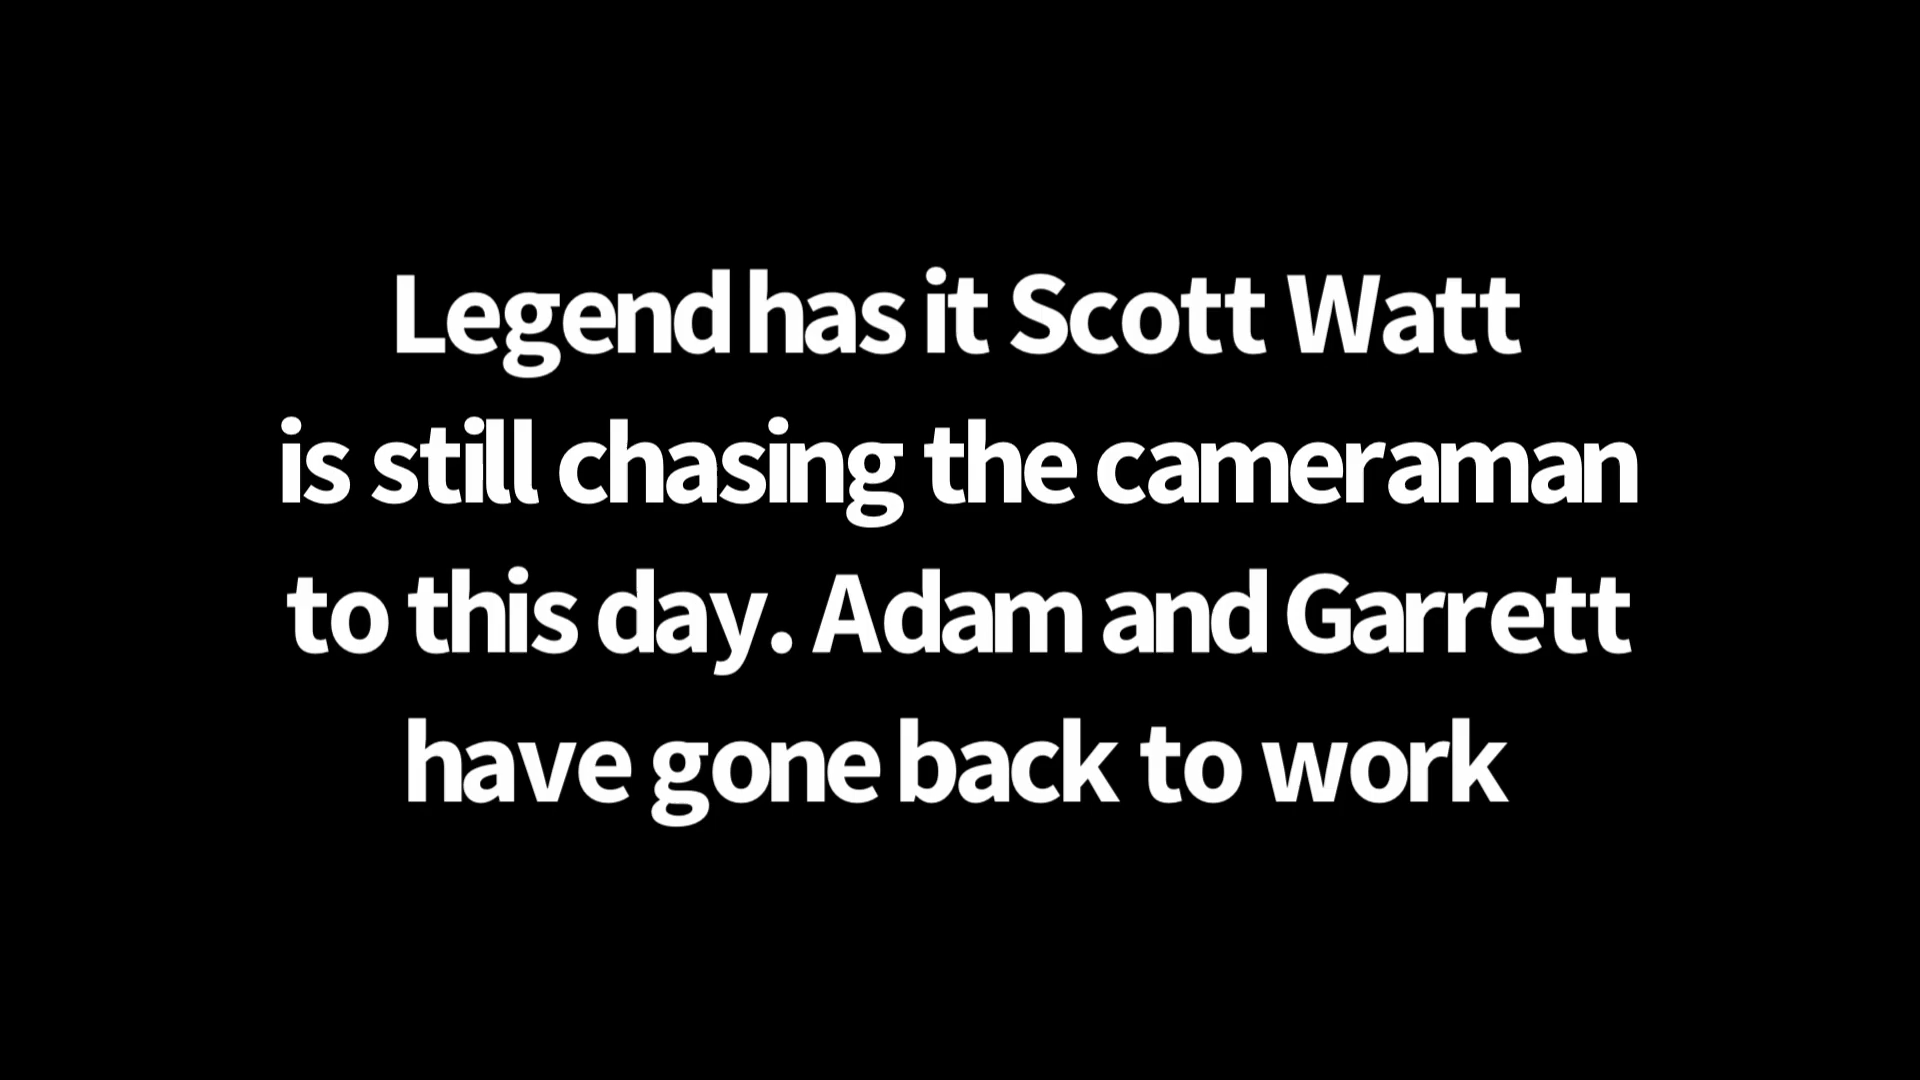 Legend has it Scott Watt
is still chasing the cameraman
to this day. Adam and Garrett
have gone back to work